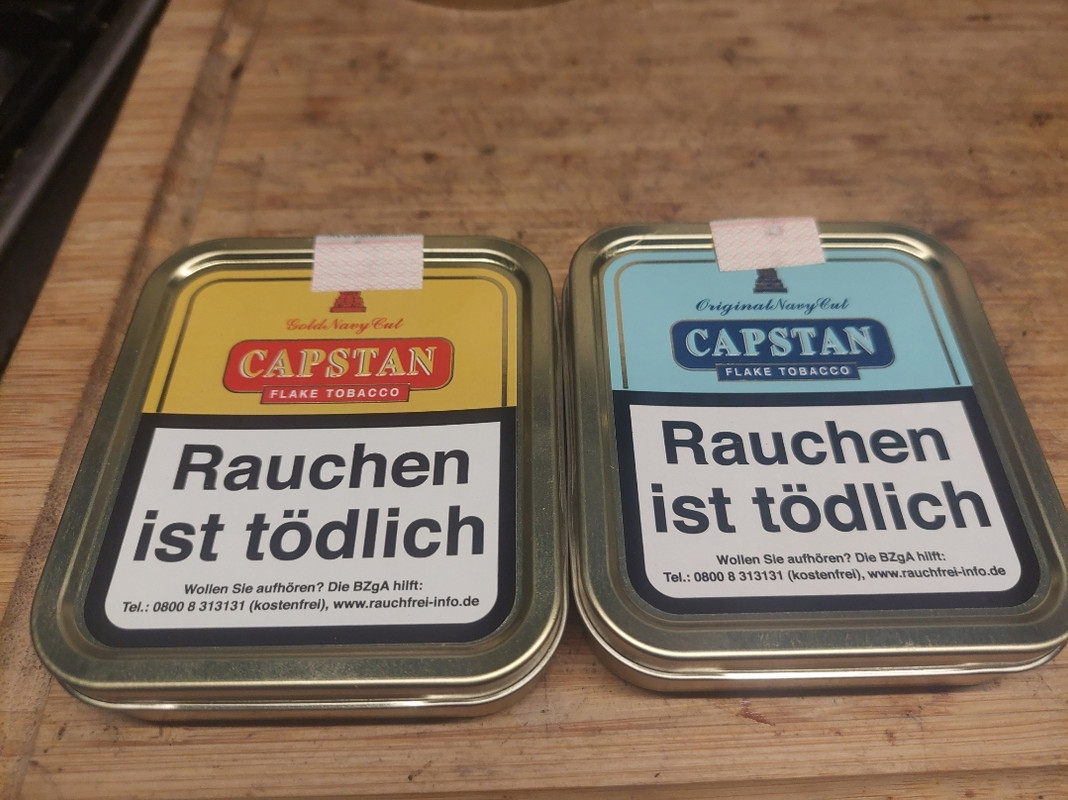 Gold Navy Cut
CAPSTAN
FLAKE TOBACCO
Rauchen
ist tödlich
Wollen Sie aufhören? Die BZgA hilft:
Tel.: 0800 8 313131 (kostenfrei), www.rauchfrei-info.de
Original Navy Cut
CAPSTAN
FLAKE TOBACCO
Rauchen
ist tödlich
Wollen Sie aufhören? Die BZgA hilft:
Tel.: 0800 8 313131 (kostenfrei), www.rauchfrei-info.de